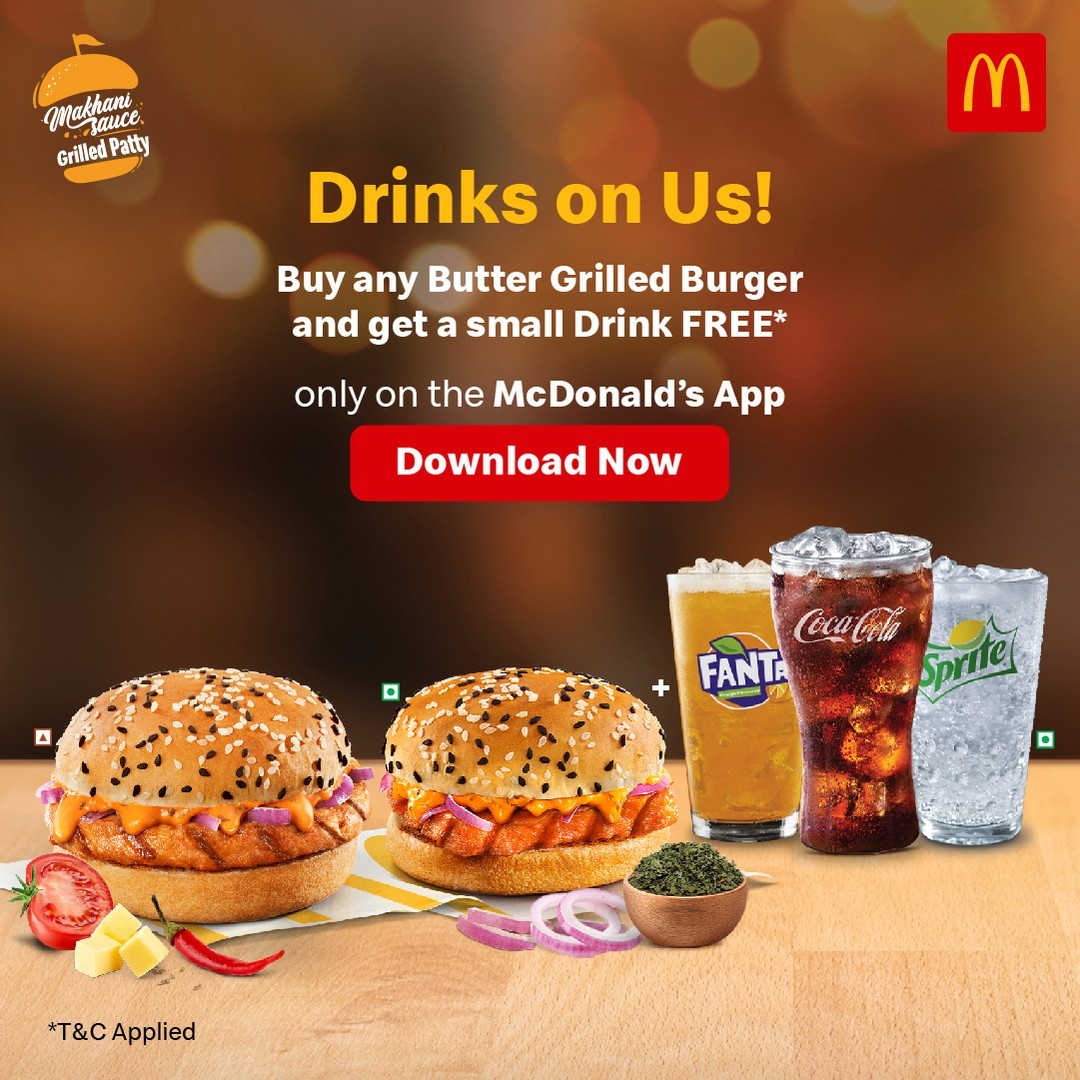 Makhani
sauce
Grilled Patty
Drinks on Us!
Buy any Butter Grilled Burger
and get a small Drink FREE*
only on the McDonald's App
Download Now
FANTA
Coca-Cola
Sprite
+
*T&C Applied